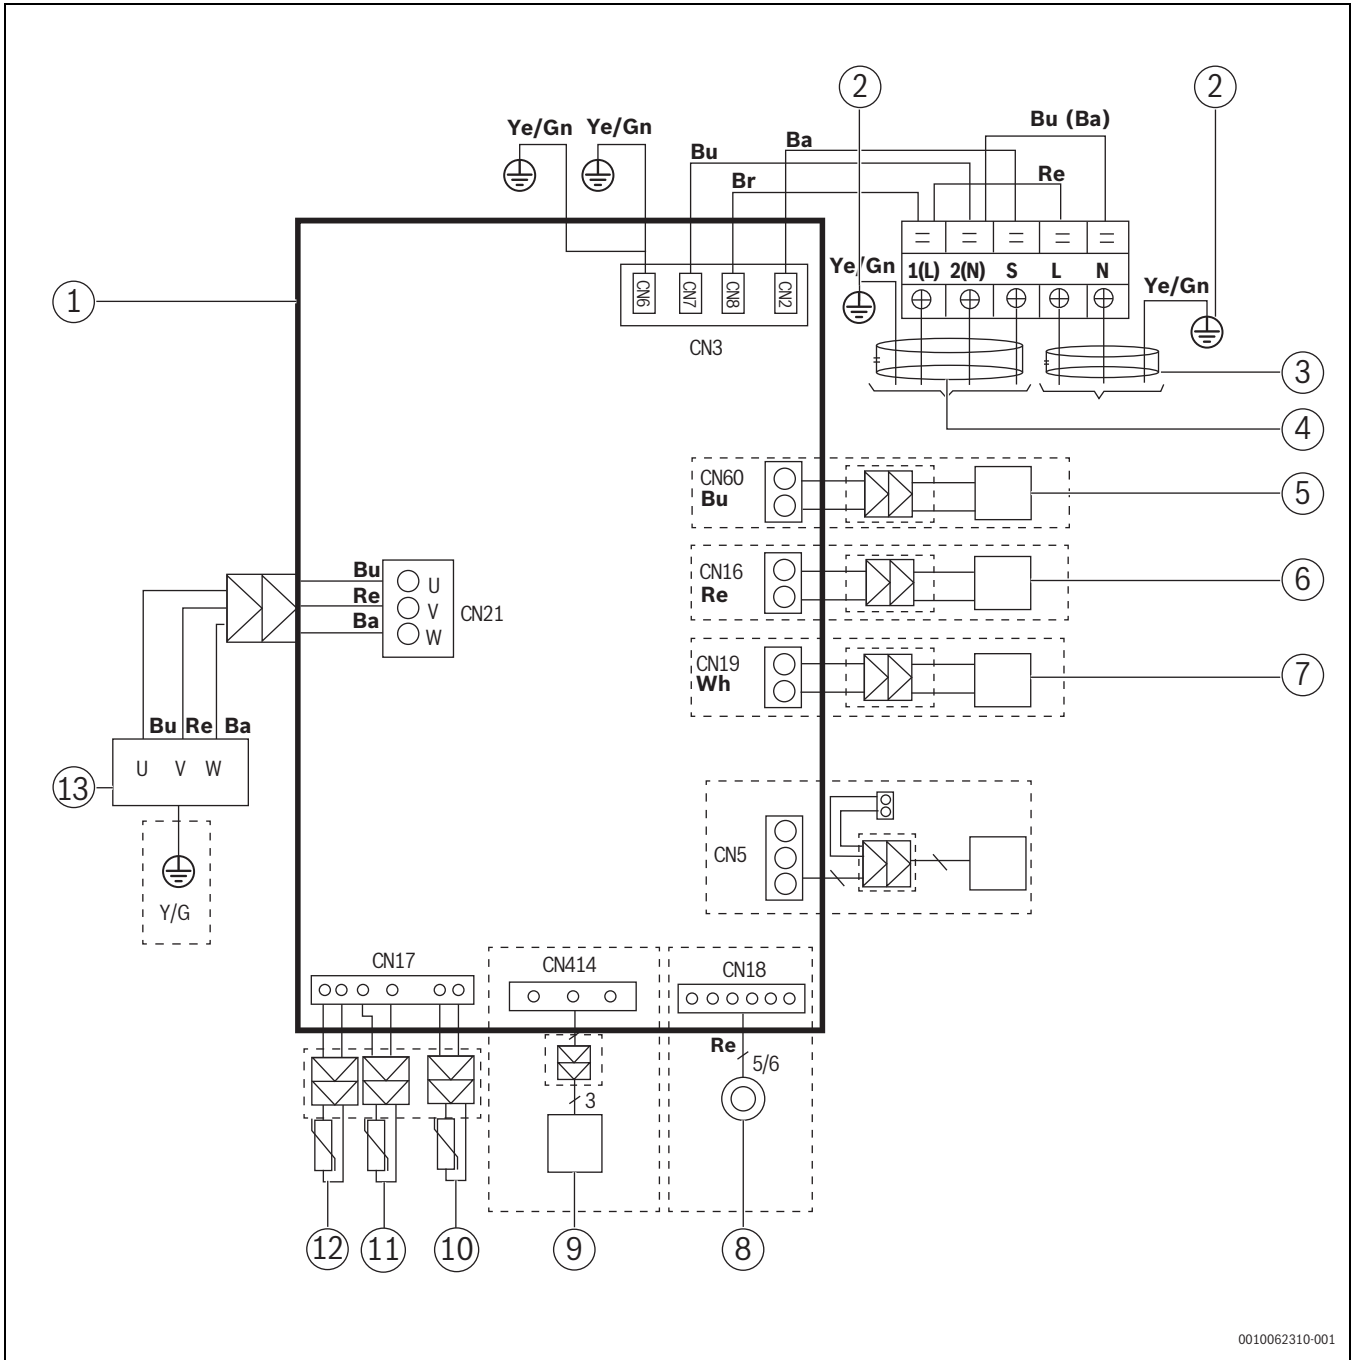 2
2
Bu (Ba)
Ye/Gn
Ye/Gn
Ba
Bu
Re
Br
Ye/Gn
1(L)
2(N)
S
L
N
Ye/Gn
1
CN6
CN7
CN8
CN2
CN3
3
4
CN60
Bu
5
CN16
Re
6
CN19
Wh
7
Bu
Re
Ba
U
V
W
CN21
Bu
Re
Ba
U
V
W
13
Y/G
CN5
CN17
CN414
CN18
Re
5/6
3
12
11
10
9
8
0010062310-001